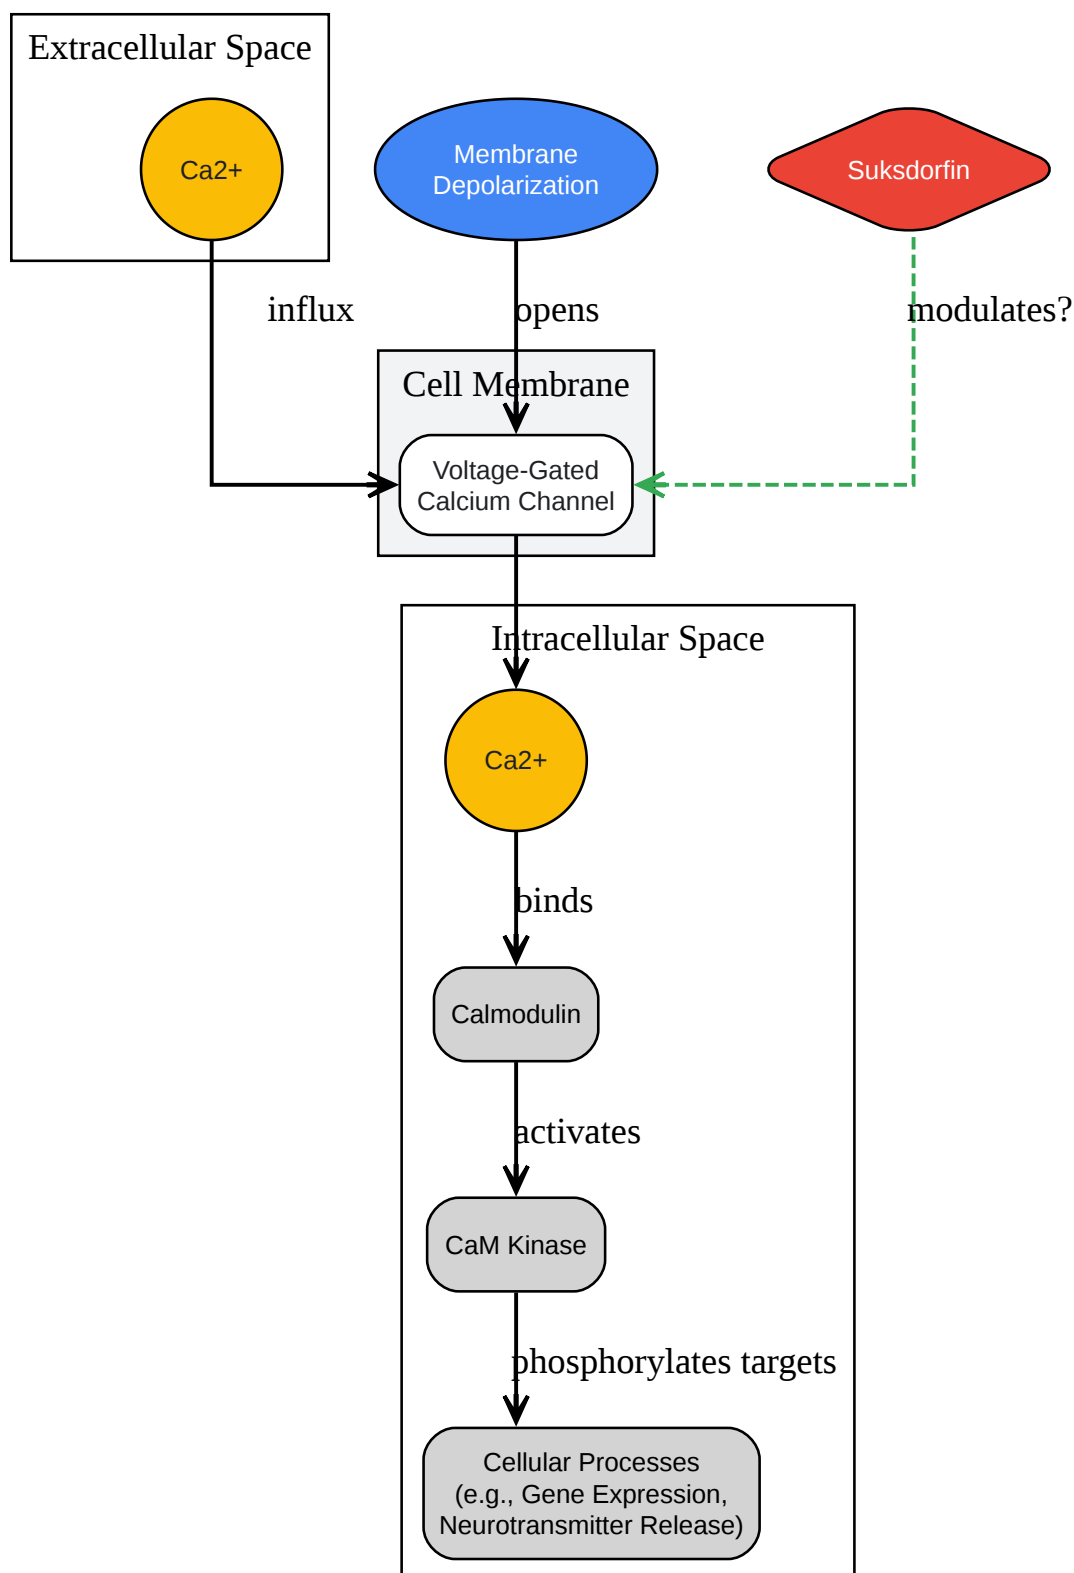 Extracellular Space
Ca2+
Membrane
Depolarization
Suksdorfin
influx
opens
modulates?
Cell Membrane
Voltage-Gated
Calcium Channel
Intracellular Space
Ca2+
binds
Calmodulin
activates
CaM Kinase
phosphorylates targets
Cellular Processes
(e.g., Gene Expression,
Neurotransmitter Release)